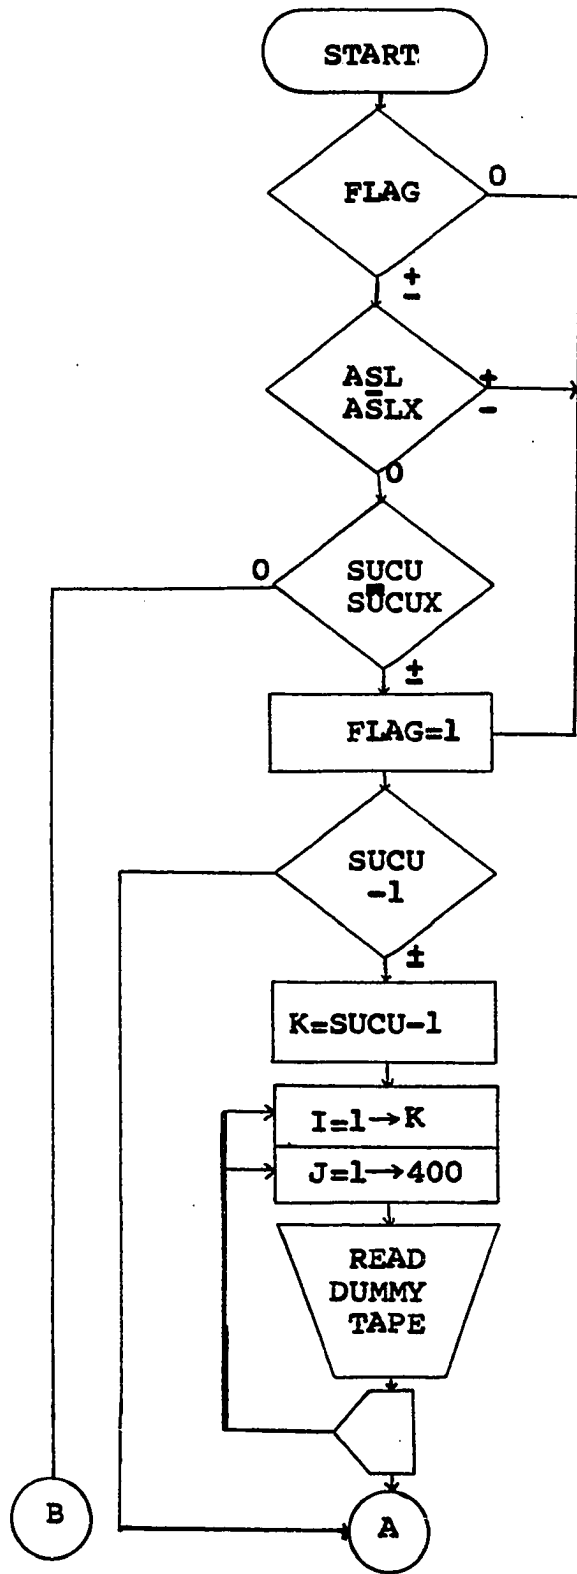 START
FLAG
0
±
ASL
-
ASLX
+
-
0
SUCU
-
SUCUX
0
±
FLAG=1
SUCU
-1
±
K=SUCU-1
I=1→K
J=1→400
READ
DUMMY
TAPE
B
A